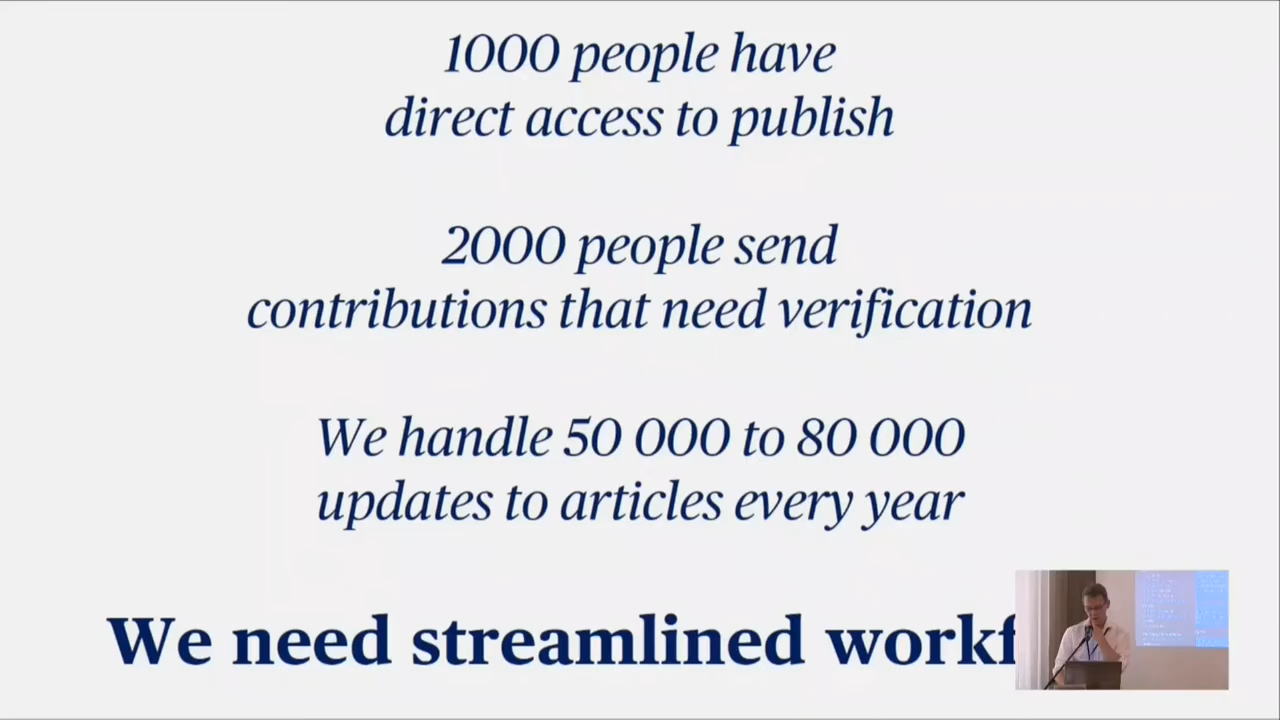 1000 people have
direct access to publish
2000 people send
contributions that need verification
We handle 50 000 to 80 000
updates to articles every year
We need streamlined